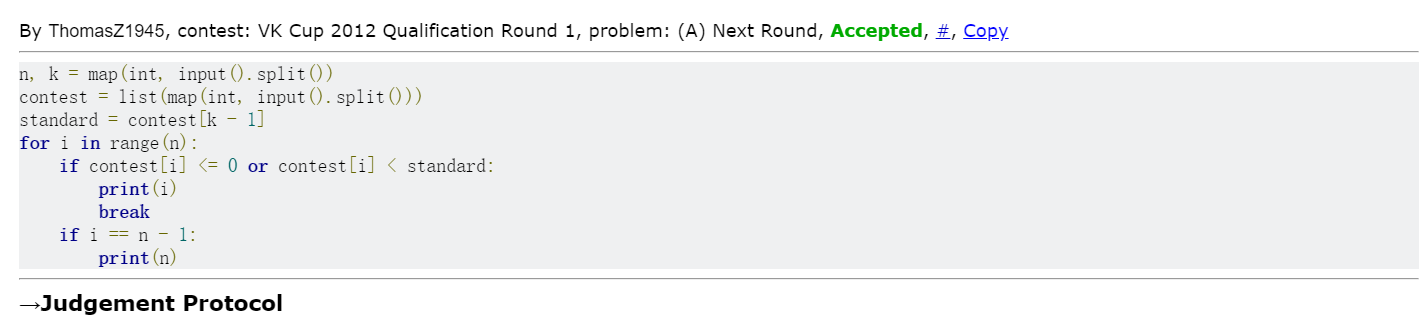 By ThomasZ1945, contest: VK Cup 2012 Qualification Round 1, problem: (A) Next Round, Accepted, #, Copy
n, k = map(int, input().split())
contest = list(map(int, input().split()))
standard = contest[k - 1]
for i in range(n):
    if contest[i] <= 0 or contest[i] < standard:
        print(i)
        break
    if i == n - 1:
        print(n)
→Judgement Protocol